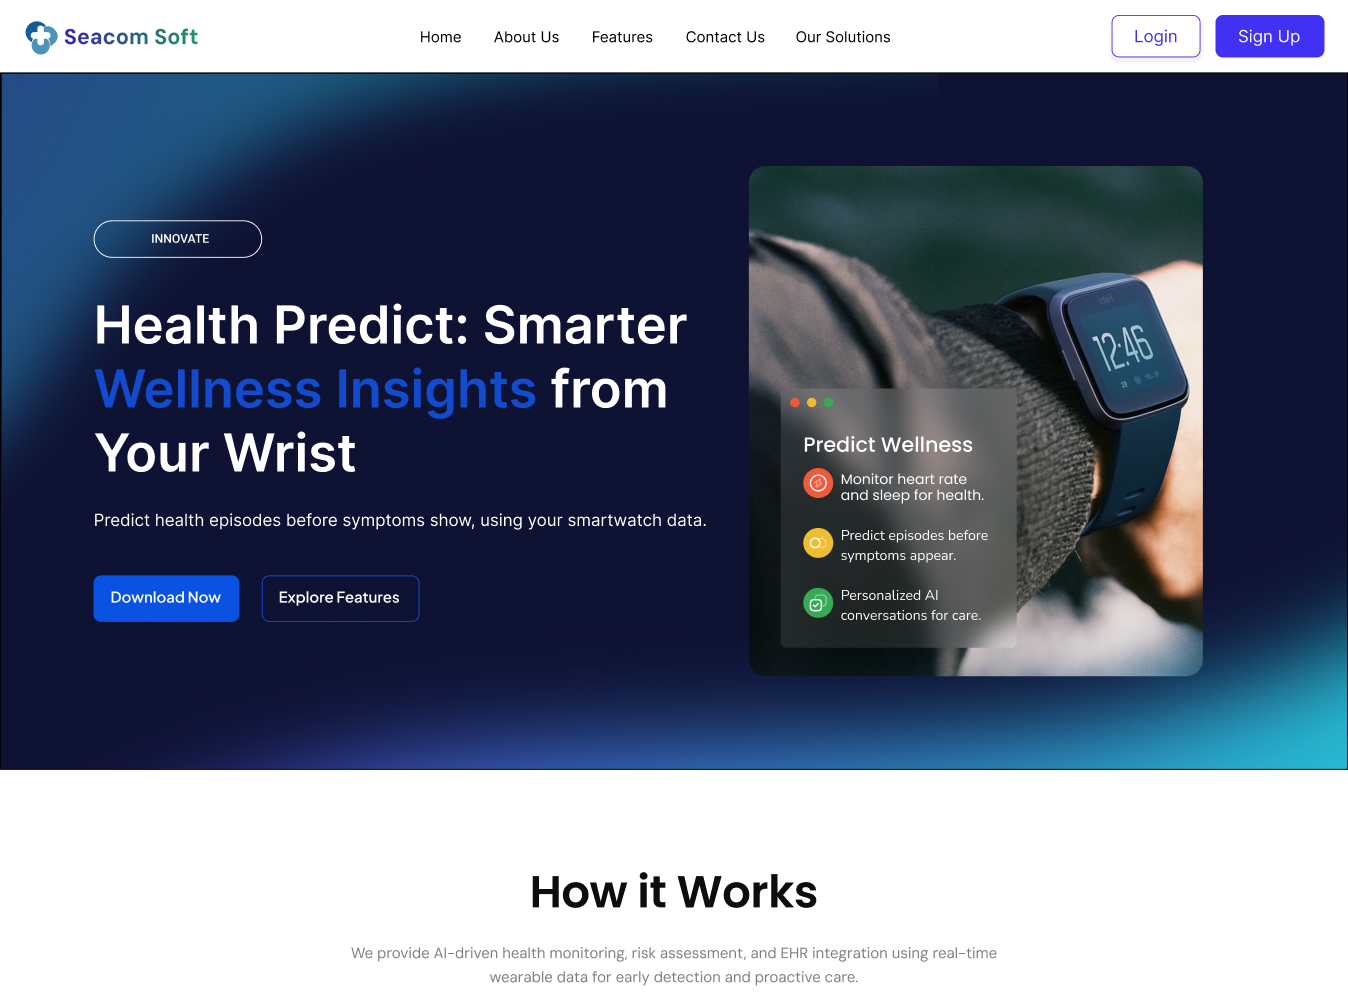 Seacom Soft
Home About Us Features Contact Us Our Solutions
Login Sign Up
INNOVATE
Health Predict: Smarter
Wellness Insights from
Your Wrist
Predict health episodes before symptoms show, using your smartwatch data.
Download Now Explore Features
12:46
Predict Wellness
Monitor heart rate
and sleep for health.
Predict episodes before
symptoms appear.
Personalized AI
conversations for care.
How it Works
We provide AI-driven health monitoring, risk assessment, and EHR integration using real-time
wearable data for early detection and proactive care.